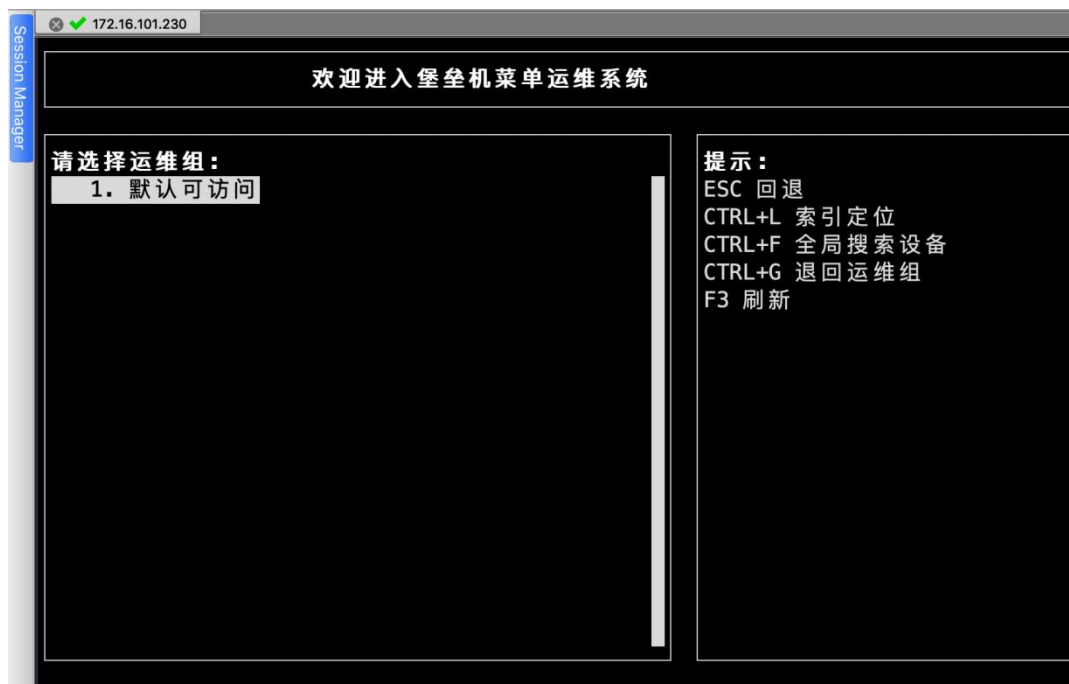 Session Manager
172.16.101.230
欢迎进入堡垒机菜单运维系统
请选择运维组:
1. 默认可访问
提示:
ESC 回退
CTRL+L 索引定位
CTRL+F 全局搜索设备
CTRL+G 退回运维组
F3 刷新